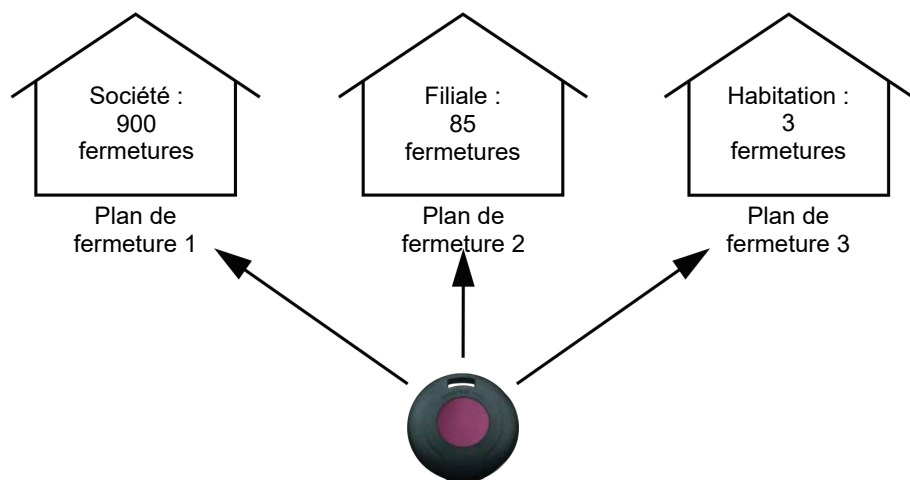 Société :
900
fermetures
Plan de
fermeture 1
Filiale :
85
fermetures
Plan de
fermeture 2
Habitation :
3
fermetures
Plan de
fermeture 3